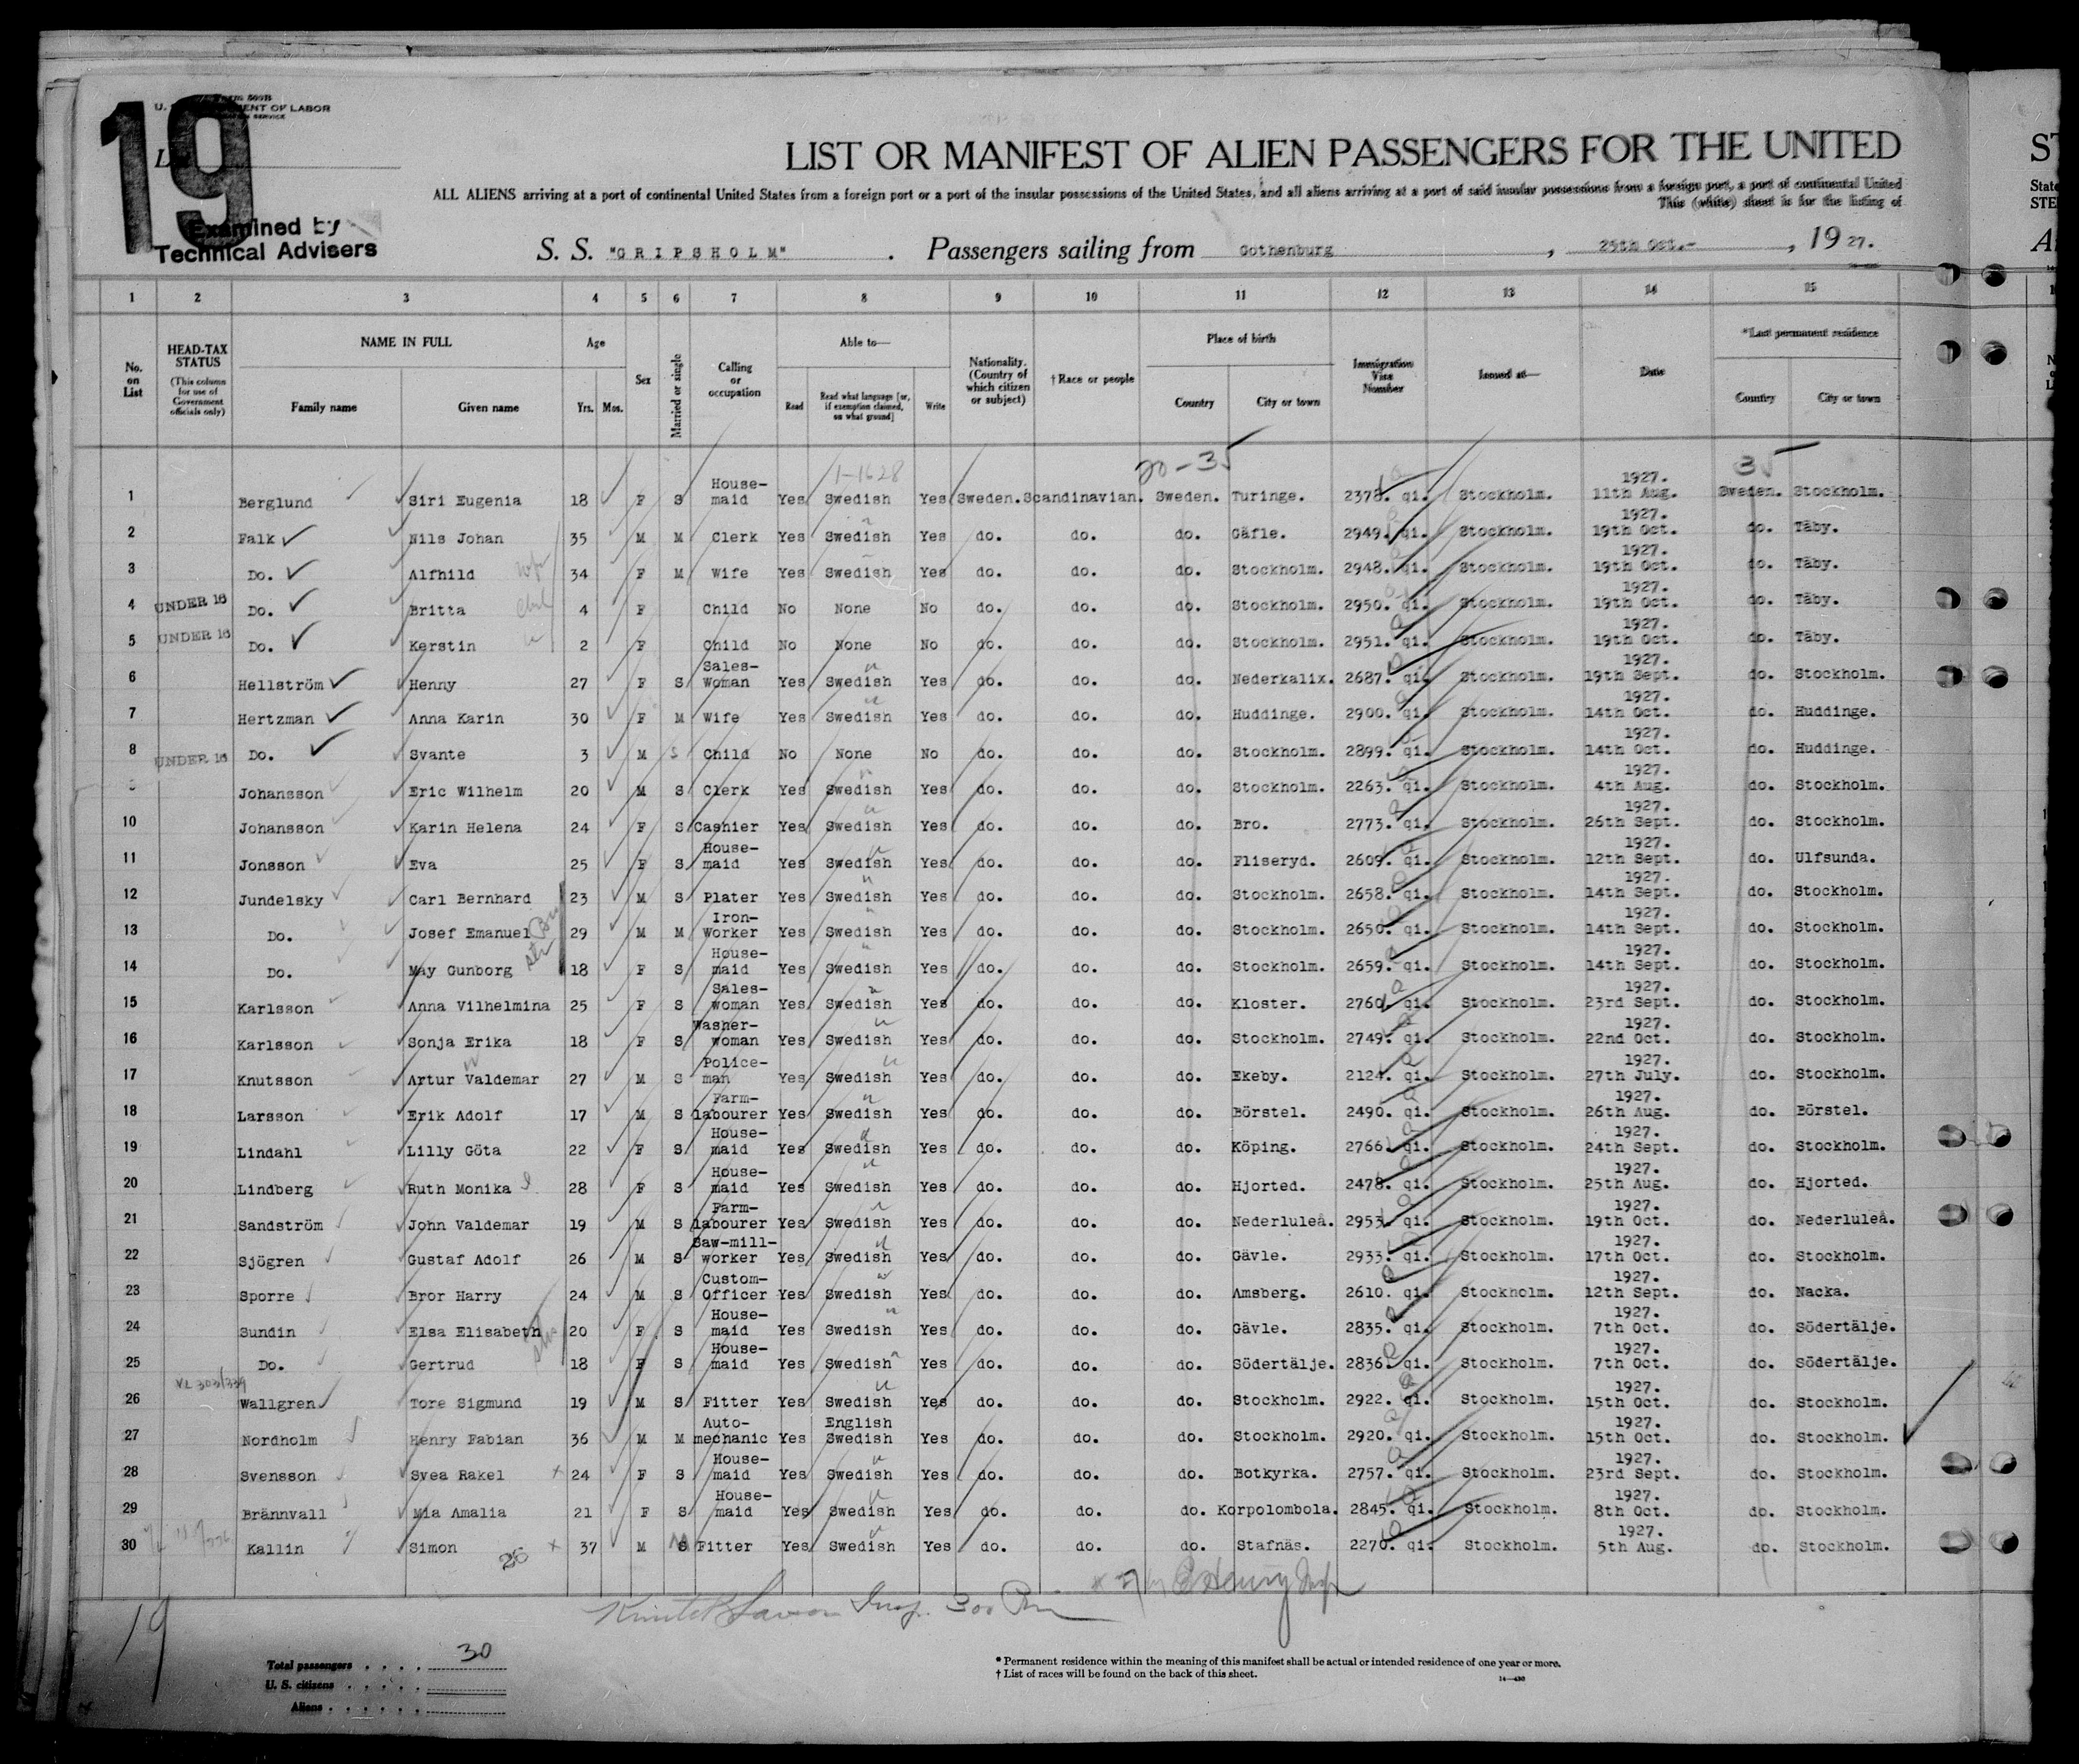 19
Form 500B
U. S. DEPARTMENT OF LABOR
Examined by
Technical Advisers
LIST OR MANIFEST OF ALIEN PASSENGERS FOR THE UNITED
ALL ALIENS arriving at a port of continental United States from a foreign port or a port of the insular possessions of the United States, and all aliens arriving at a port of said insular possessions from a foreign port, a port of continental United
This (white) sheet is for the listing of
S. S. "GRIPSHOLM" . Passengers sailing from Gothenburg , 25th Oct.- , 19 27.
1 2 3 4 5 6 7 8 9 10 11 12 13 14 15
No. on List
HEAD-TAX STATUS (This column for use of Government officials only)
NAME IN FULL Family name Given name
Age Yrs. Mos.
Sex
Married or single
Calling or occupation
Able to— Read Read what language [or, if exemption claimed, on what ground] Write
Nationality. (Country of which citizen or subject)
† Race or people
Place of birth Country City or town
Immigration Visa Number
Issued at—
Date
*Last permanent residence Country City or town
1-1628 20-35 35
1 Berglund Siri Eugenia 18 F S House-maid Yes Swedish Yes Sweden. Scandinavian. Sweden. Turinge. 2378. qi. Stockholm. 1927. 11th Aug. Sweden. Stockholm.
2 Falk Nils Johan 35 M M Clerk Yes Swedish Yes do. do. do. Gäfle. 2949. qi. Stockholm. 1927. 19th Oct. do. Täby.
3 Do. Alfhild 34 F M Wife Yes Swedish Yes do. do. do. Stockholm. 2948. qi. Stockholm. 1927. 19th Oct. do. Täby.
4 UNDER 16 Do. Britta 4 F Child No None No do. do. do. Stockholm. 2950. qi. Stockholm. 1927. 19th Oct. do. Täby.
5 UNDER 16 Do. Kerstin 2 F Child No None No do. do. do. Stockholm. 2951. qi. Stockholm. 1927. 19th Oct. do. Täby.
6 Hellström Henny 27 F S Sales-woman Yes Swedish Yes do. do. do. Nederkalix. 2687. qi. Stockholm. 1927. 19th Sept. do. Stockholm.
7 Hertzman Anna Karin 30 F M Wife Yes Swedish Yes do. do. do. Huddinge. 2900. qi. Stockholm. 1927. 14th Oct. do. Huddinge.
8 UNDER 16 Do. Svante 3 M S Child No None No do. do. do. Stockholm. 2899. qi. Stockholm. 1927. 14th Oct. do. Huddinge.
Johansson Eric Wilhelm 20 M S Clerk Yes Swedish Yes do. do. do. Stockholm. 2263. qi. Stockholm. 1927. 4th Aug. do. Stockholm.
10 Johansson Karin Helena 24 F S Cashier Yes Swedish Yes do. do. do. Bro. 2773. qi. Stockholm. 1927. 26th Sept. do. Stockholm.
11 Jonsson Eva 25 F S House-maid Yes Swedish Yes do. do. do. Fliseryd. 2609. qi. Stockholm. 1927. 12th Sept. do. Ulfsunda.
12 Jundelsky Carl Bernhard 23 M S Plater Yes Swedish Yes do. do. do. Stockholm. 2658. qi. Stockholm. 1927. 14th Sept. do. Stockholm.
13 Do. Josef Emanuel 29 M M Iron-worker Yes Swedish Yes do. do. do. Stockholm. 2650. qi. Stockholm. 1927. 14th Sept. do. Stockholm.
14 Do. May Gunborg 18 F S House-maid Yes Swedish Yes do. do. do. Stockholm. 2659. qi. Stockholm. 1927. 14th Sept. do. Stockholm.
15 Karlsson Anna Vilhelmina 25 F S Sales-woman Yes Swedish Yes do. do. do. Kloster. 2760. qi. Stockholm. 1927. 23rd Sept. do. Stockholm.
16 Karlsson Sonja Erika 18 F S Washer-woman Yes Swedish Yes do. do. do. Stockholm. 2749. qi. Stockholm. 1927. 22nd Oct. do. Stockholm.
17 Knutsson Artur Valdemar 27 M S Police-man Yes Swedish Yes do. do. do. Ekeby. 2124. qi. Stockholm. 1927. 27th July. do. Stockholm.
18 Larsson Erik Adolf 17 M S Farm-labourer Yes Swedish Yes do. do. do. Börstel. 2490. qi. Stockholm. 1927. 26th Aug. do. Börstel.
19 Lindahl Lilly Göta 22 F S House-maid Yes Swedish Yes do. do. do. Köping. 2766. qi. Stockholm. 1927. 24th Sept. do. Stockholm.
20 Lindberg Ruth Monika 28 F S House-maid Yes Swedish Yes do. do. do. Hjorted. 2478. qi. Stockholm. 1927. 25th Aug. do. Hjorted.
21 Sandström John Valdemar 19 M S Farm-labourer Yes Swedish Yes do. do. do. Nederluleå. 2953. qi. Stockholm. 1927. 19th Oct. do. Nederluleå.
22 Sjögren Gustaf Adolf 26 M S Saw-mill-worker Yes Swedish Yes do. do. do. Gävle. 2933. qi. Stockholm. 1927. 17th Oct. do. Stockholm.
23 Sporre Bror Harry 24 M S Custom-Officer Yes Swedish Yes do. do. do. Amsberg. 2610. qi. Stockholm. 1927. 12th Sept. do. Nacka.
24 Sundin Elsa Elisabeth 20 F S House-maid Yes Swedish Yes do. do. do. Gävle. 2835. qi. Stockholm. 1927. 7th Oct. do. Södertälje.
25 Do. Gertrud 18 F S House-maid Yes Swedish Yes do. do. do. Södertälje. 2836. qi. Stockholm. 1927. 7th Oct. do. Södertälje.
26 Wallgren Tore Sigmund 19 M S Fitter Yes Swedish Yes do. do. do. Stockholm. 2922. qi. Stockholm. 1927. 15th Oct. do. Stockholm.
27 Nordholm Henry Fabian 36 M M Auto-mechanic Yes English Swedish Yes do. do. do. Stockholm. 2920. qi. Stockholm. 1927. 15th Oct. do. Stockholm.
28 Svensson Svea Rakel 24 F S House-maid Yes Swedish Yes do. do. do. Botkyrka. 2757. qi. Stockholm. 1927. 23rd Sept. do. Stockholm.
29 Brännvall Mia Amalia 21 F S House-maid Yes Swedish Yes do. do. do. Korpolombola. 2845. qi. Stockholm. 1927. 8th Oct. do. Stockholm.
30 Kallin Simon 37 M S Fitter Yes Swedish Yes do. do. do. Stafnäs. 2270. qi. Stockholm. 1927. 5th Aug. do. Stockholm.
19
Total passengers . . . . 30
U. S. citizens . . . . .
Aliens . . . . . .
* Permanent residence within the meaning of this manifest shall be actual or intended residence of one year or more.
† List of races will be found on the back of this sheet.